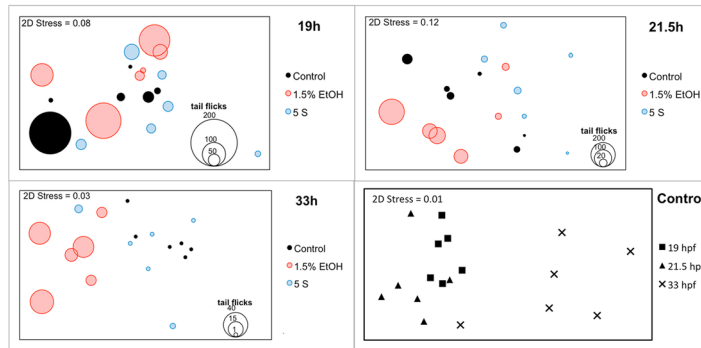 2D Stress = 0.08
19h
Control
1.5% EtOH
5 S
tail flicks
200
100
50
2D Stress = 0.12
21.5h
Control
1.5% EtOH
5 S
tail flicks
200
100
20
2D Stress = 0.03
33h
Control
1.5% EtOH
5 S
tail flicks
40
15
1
2D Stress = 0.01
Contro
19 hpf
21.5 hp
33 hpf